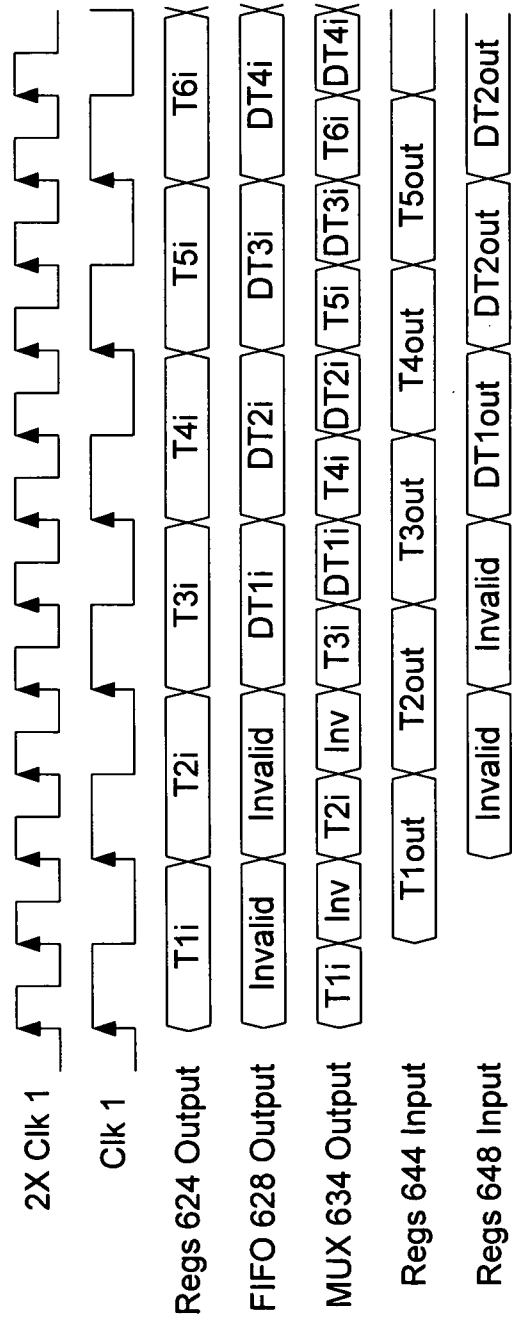 2X Clk 1
Clk 1
Regs 624 Output T1i T2i T3i T4i T5i T6i
FIFO 628 Output Invalid Invalid DT1i DT2i DT3i DT4i
MUX 634 Output T1i Inv T2i Inv T3i DT1i T4i DT2i T5i DT3i T6i DT4i
Regs 644 Input T1out T2out T3out T4out T5out
Regs 648 Input Invalid Invalid DT1out DT2out DT2out